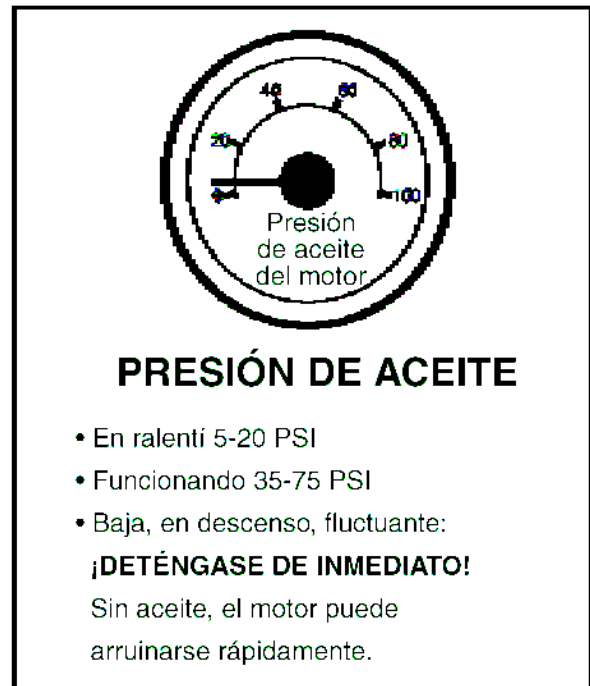 40 60
20 80
0 100
Presión
de aceite
del motor
PRESIÓN DE ACEITE
• En ralentí 5-20 PSI
• Funcionando 35-75 PSI
• Baja, en descenso, fluctuante:
¡DETÉNGASE DE INMEDIATO!
Sin aceite, el motor puede
arruinarse rápidamente.